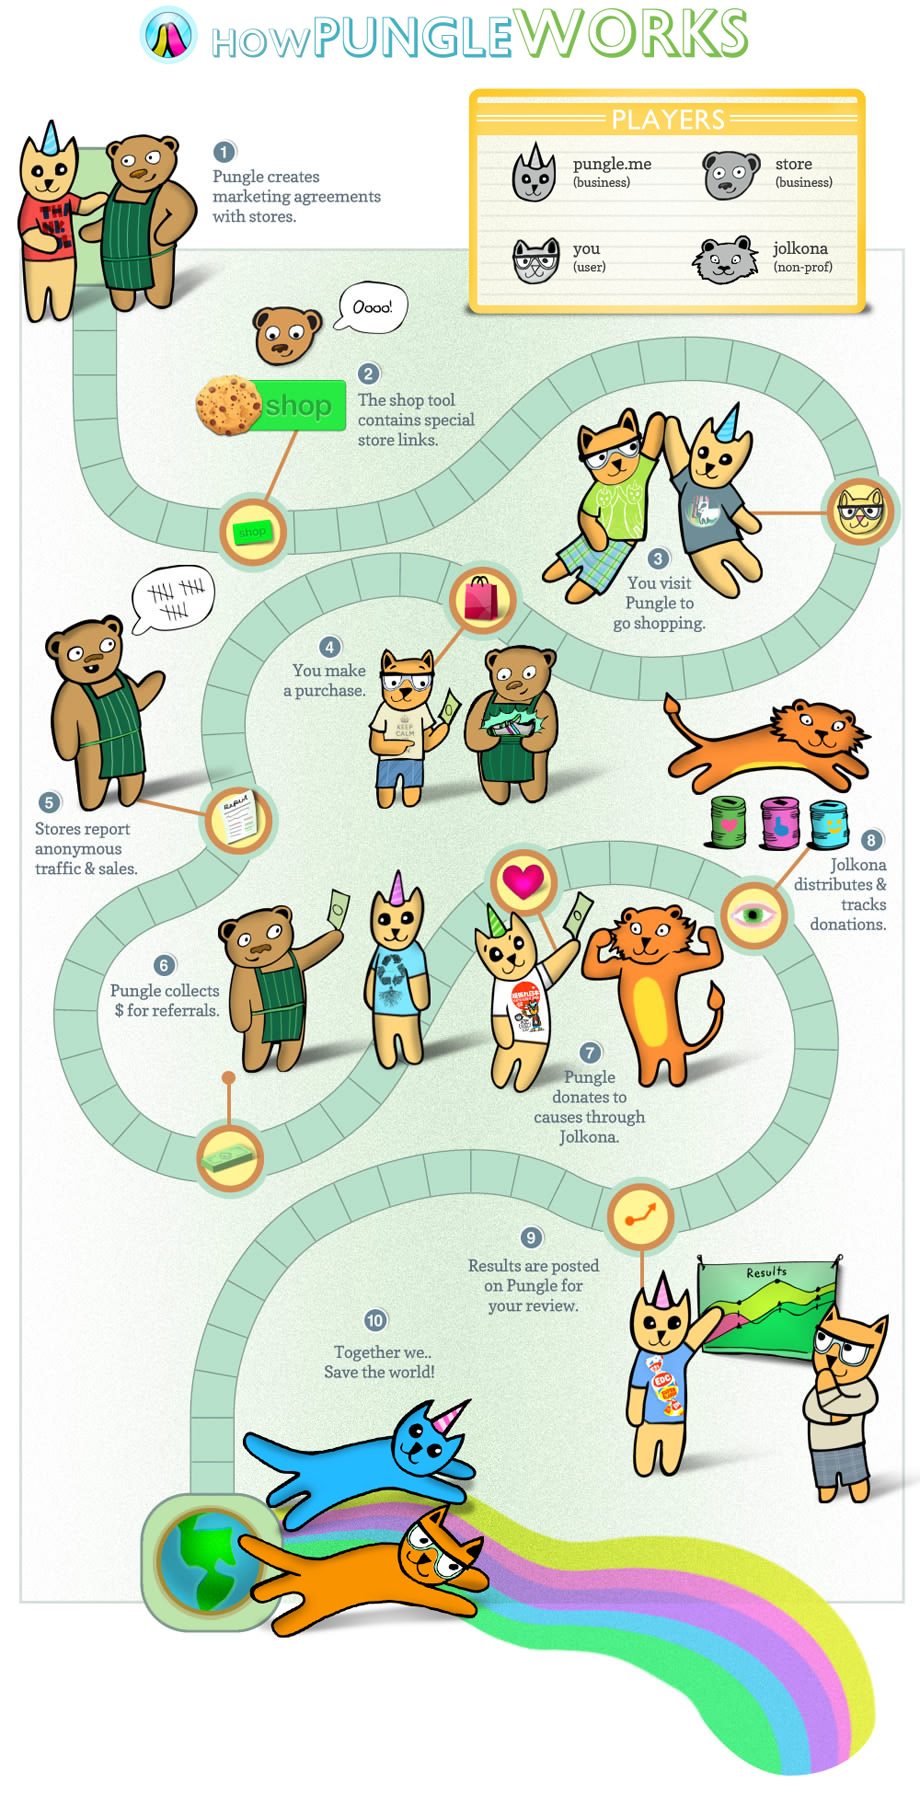 HOW PUNGLE WORKS
PLAYERS
pungle.me
(business)
store
(business)
you
(user)
jolkona
(non-prof)
1
Pungle creates
marketing agreements
with stores.
THA
NK
Oooo!
shop
2
The shop tool
contains special
store links.
shop
3
You visit
Pungle to
go shopping.
4
You make
a purchase.
KEEP
CALM
5
Stores report
anonymous
traffic & sales.
Report
6
Pungle collects
$ for referrals.
7
Pungle
donates to
causes through
Jolkona.
8
Jolkona
distributes &
tracks
donations.
9
Results are posted
on Pungle for
your review.
Results
EDC
10
Together we..
Save the world!